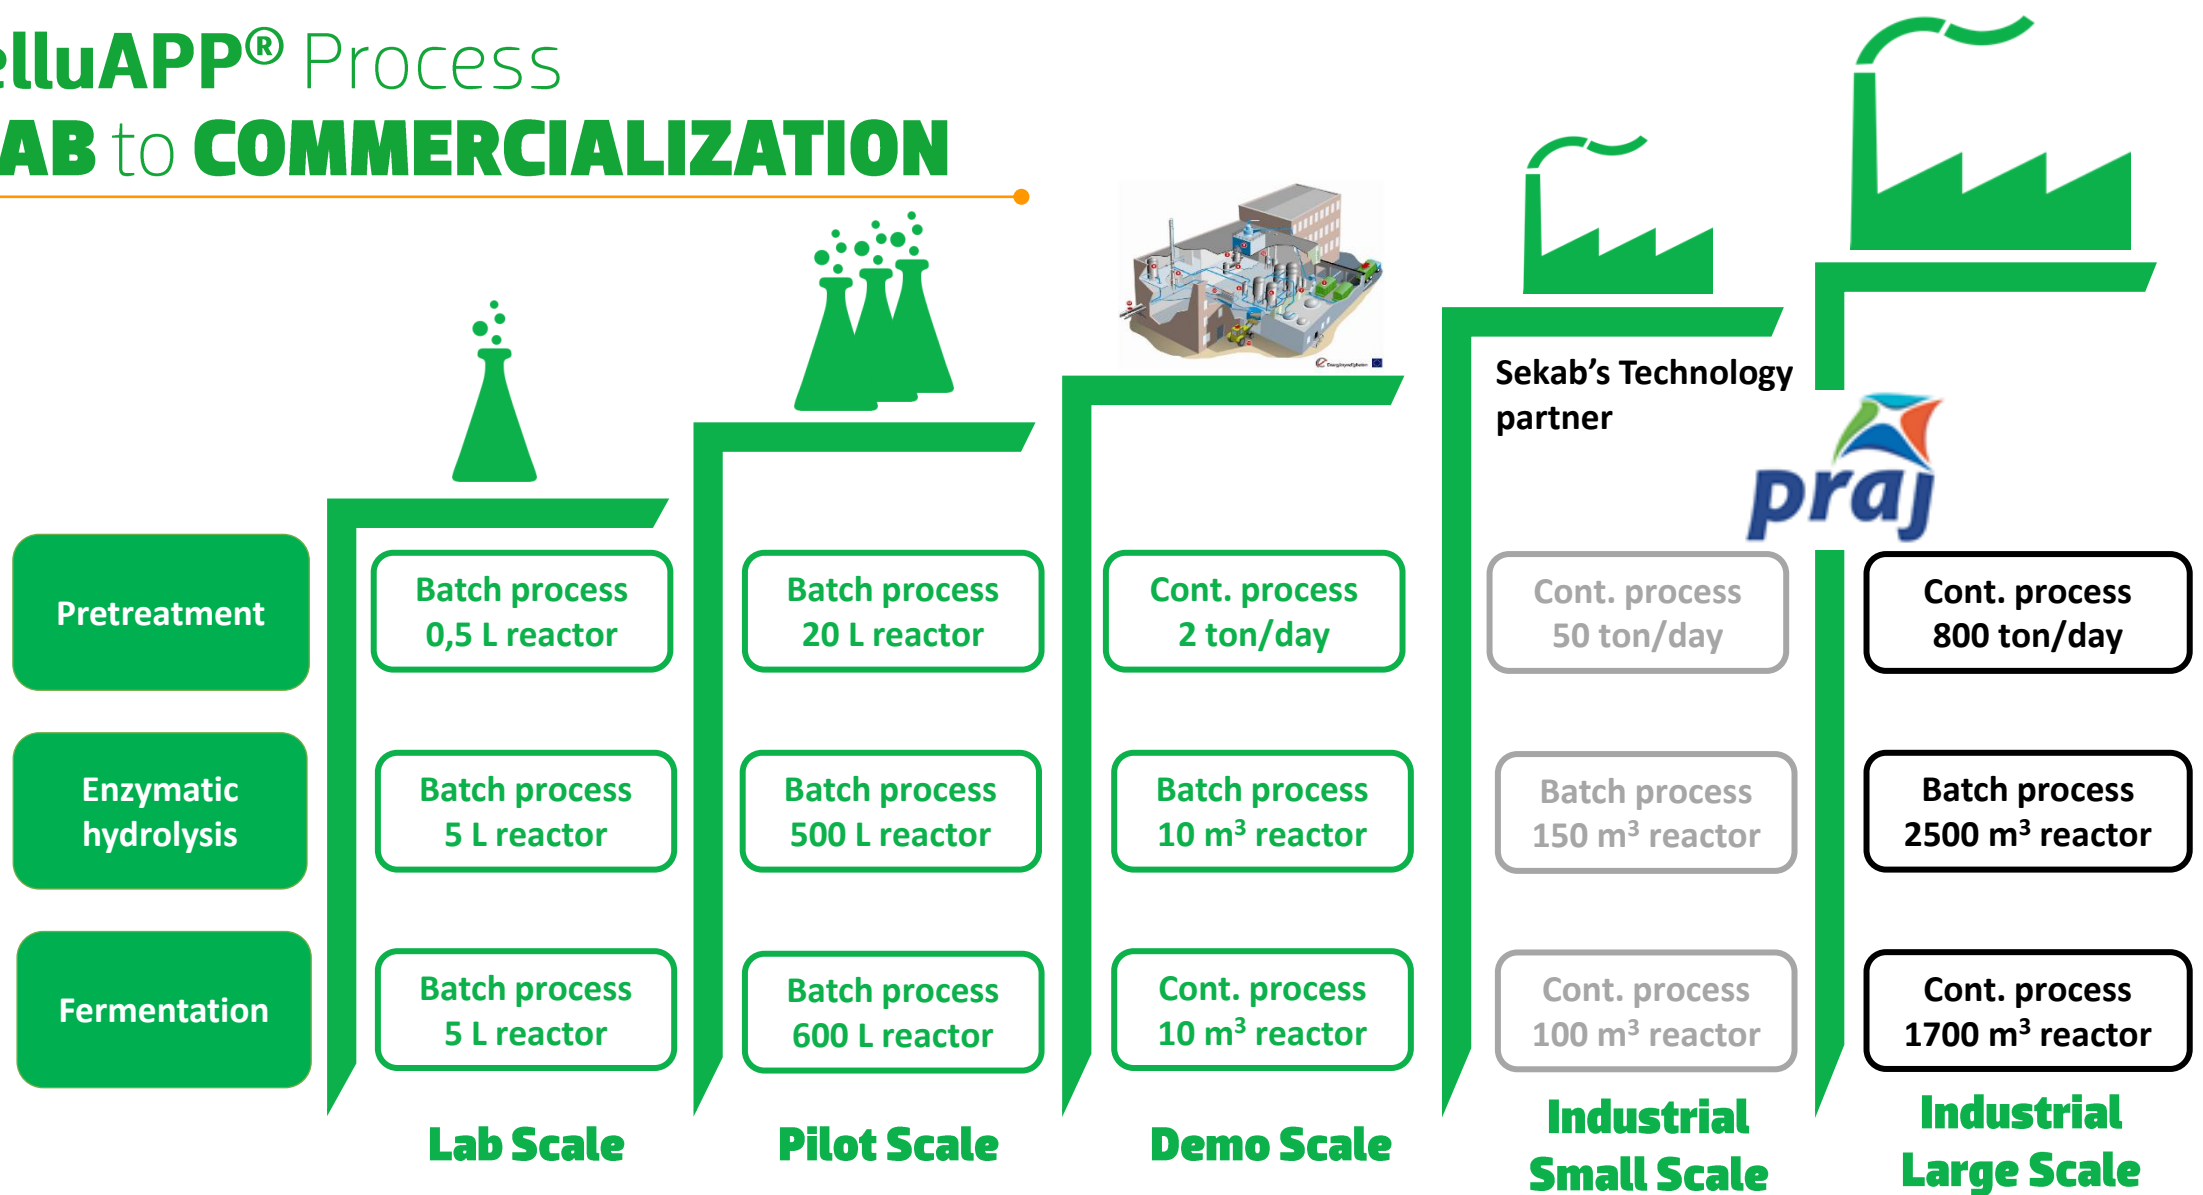 elluAPP® Process
AB to COMMERCIALIZATION
Sekab's Technology
partner
praj
Pretreatment
Batch process
0,5 L reactor
Batch process
20 L reactor
Cont. process
2 ton/day
Cont. process
50 ton/day
Cont. process
800 ton/day
Enzymatic
hydrolysis
Batch process
5 L reactor
Batch process
500 L reactor
Batch process
10 m³ reactor
Batch process
150 m³ reactor
Batch process
2500 m³ reactor
Fermentation
Batch process
5 L reactor
Batch process
600 L reactor
Cont. process
10 m³ reactor
Cont. process
100 m³ reactor
Cont. process
1700 m³ reactor
Lab Scale
Pilot Scale
Demo Scale
Industrial
Small Scale
Industrial
Large Scale